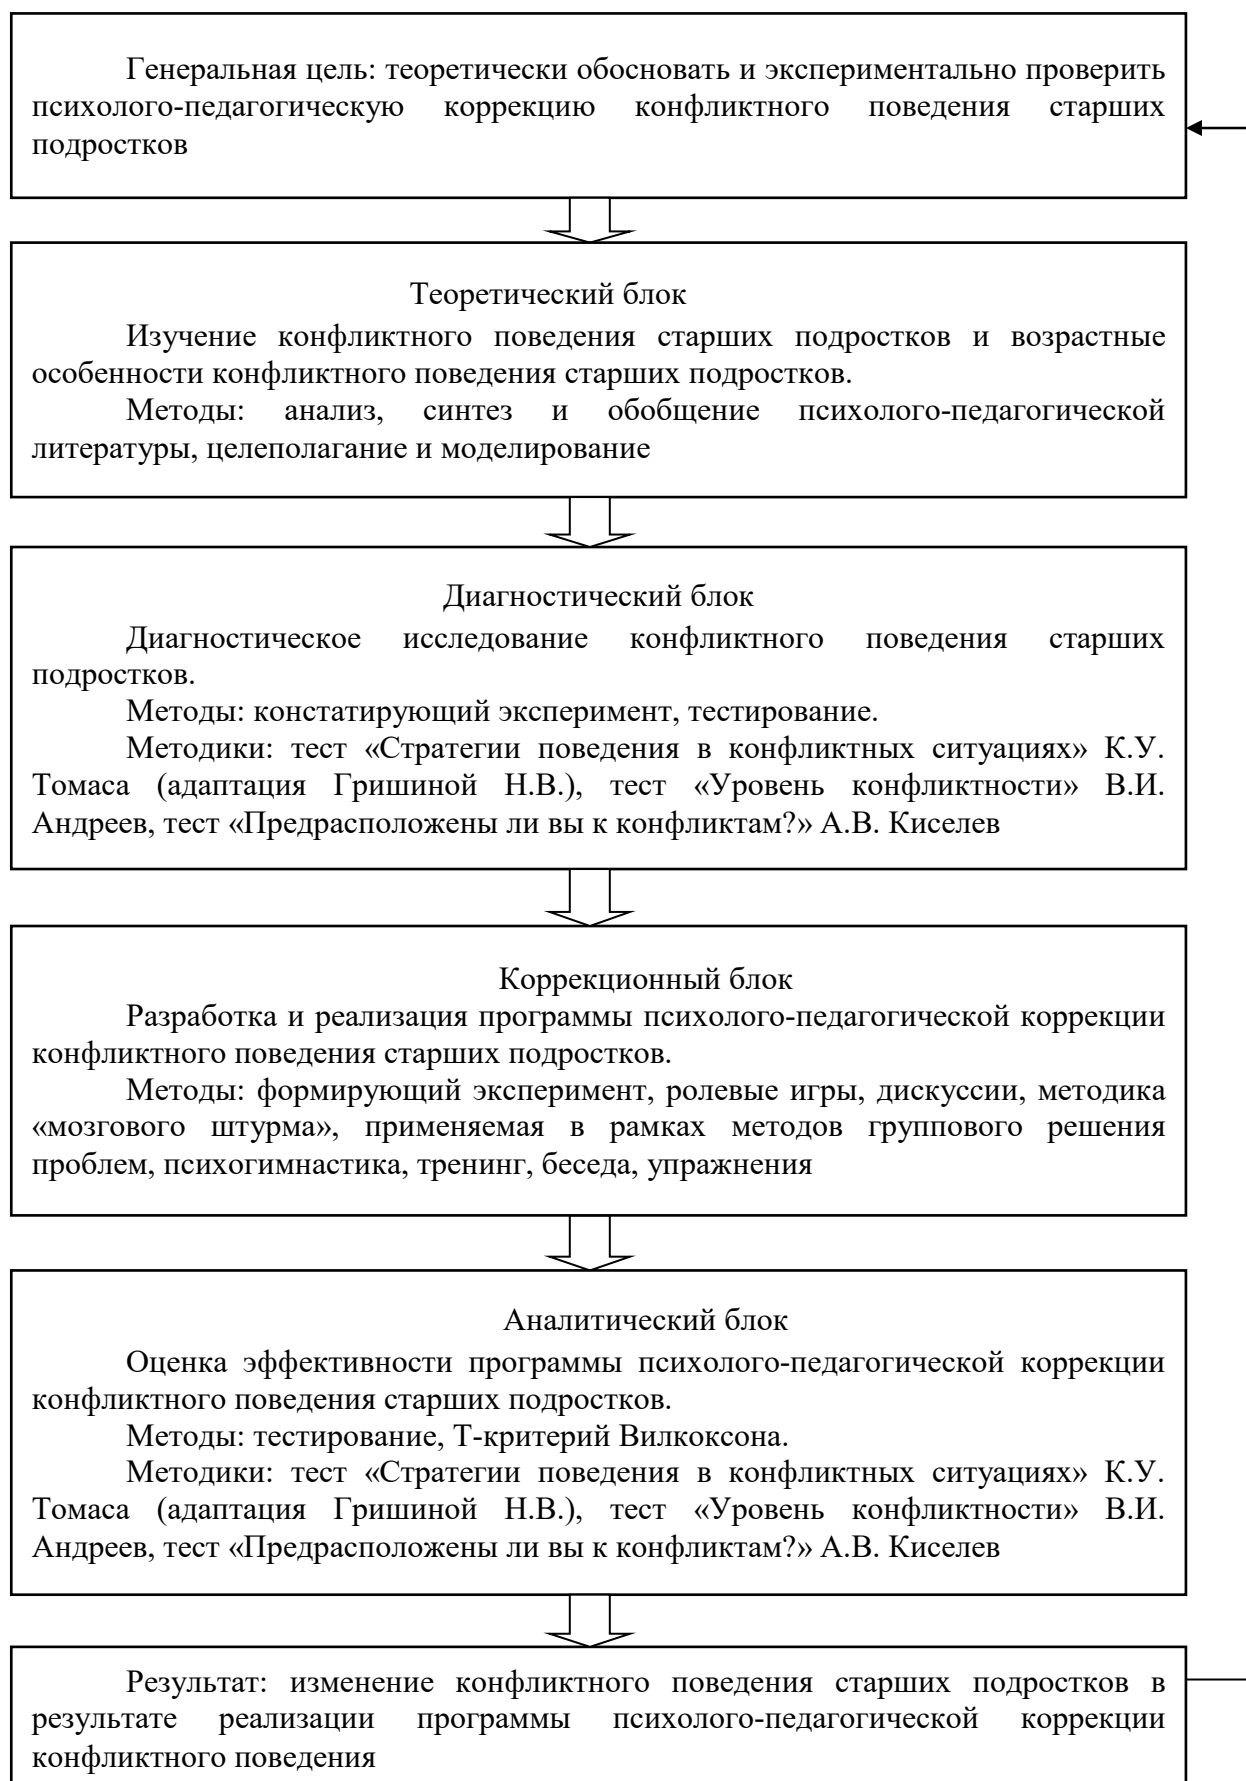 Генеральная цель: теоретически обосновать и экспериментально проверить
психолого-педагогическую коррекцию конфликтного поведения старших
подростков
Теоретический блок
Изучение конфликтного поведения старших подростков и возрастные
особенности конфликтного поведения старших подростков.
Методы: анализ, синтез и обобщение психолого-педагогической
литературы, целеполагание и моделирование
Диагностический блок
Диагностическое исследование конфликтного поведения старших
подростков.
Методы: констатирующий эксперимент, тестирование.
Методики: тест «Стратегии поведения в конфликтных ситуациях» К.У.
Томаса (адаптация Гришиной Н.В.), тест «Уровень конфликтности» В.И.
Андреев, тест «Предрасположены ли вы к конфликтам?» А.В. Киселев
Коррекционный блок
Разработка и реализация программы психолого-педагогической коррекции
конфликтного поведения старших подростков.
Методы: формирующий эксперимент, ролевые игры, дискуссии, методика
«мозгового штурма», применяемая в рамках методов группового решения
проблем, психогимнастика, тренинг, беседа, упражнения
Аналитический блок
Оценка эффективности программы психолого-педагогической коррекции
конфликтного поведения старших подростков.
Методы: тестирование, Т-критерий Вилкоксона.
Методики: тест «Стратегии поведения в конфликтных ситуациях» К.У.
Томаса (адаптация Гришиной Н.В.), тест «Уровень конфликтности» В.И.
Андреев, тест «Предрасположены ли вы к конфликтам?» А.В. Киселев
Результат: изменение конфликтного поведения старших подростков в
результате реализации программы психолого-педагогической коррекции
конфликтного поведения